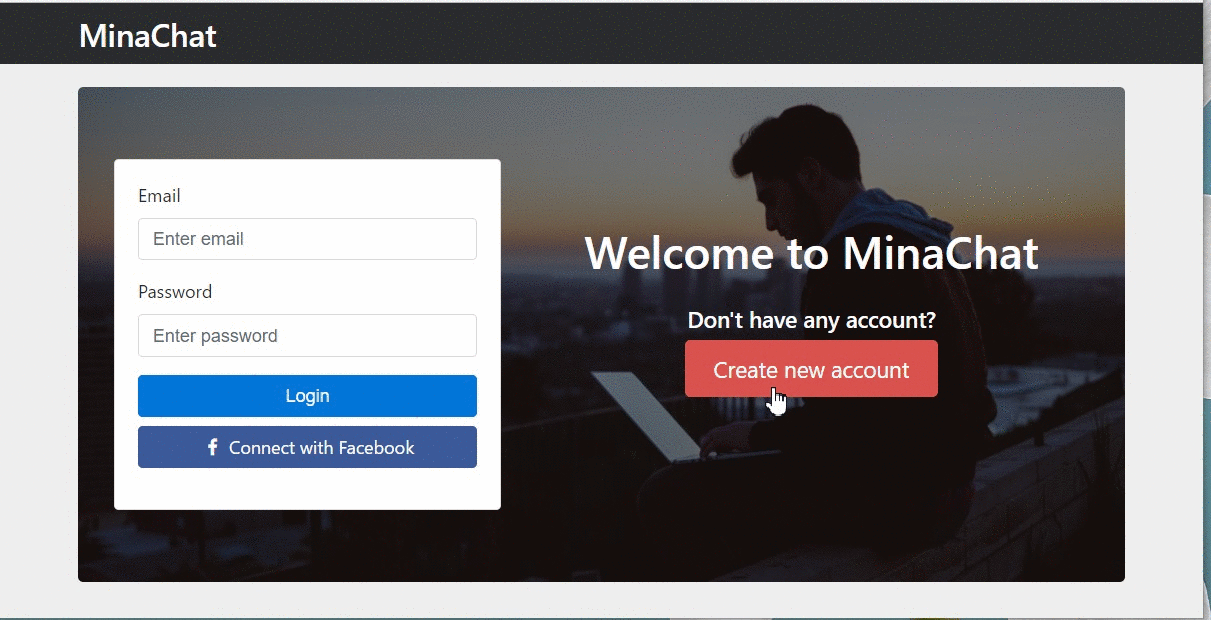 MinaChat
Email
Enter email
Password
Enter password
Login
Connect with Facebook
Welcome to MinaChat
Don't have any account?
Create new account